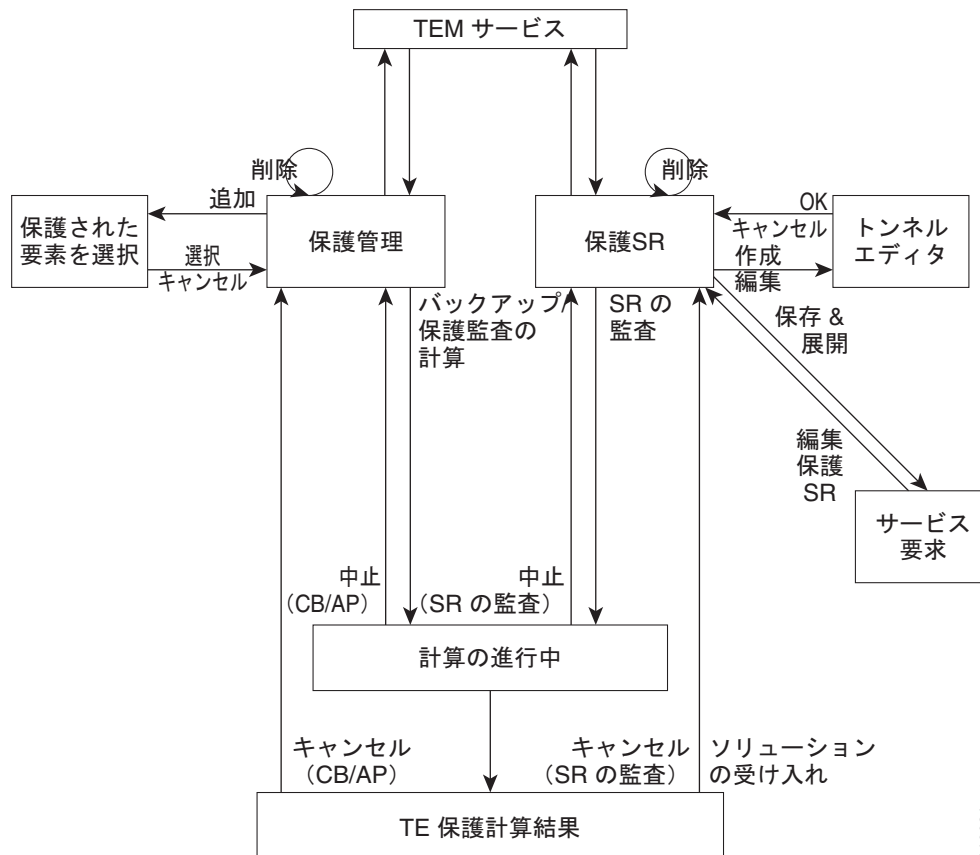 TEM サービス
削除
削除
追加
保護された
要素を選択
選択
キャンセル
保護管理
保護SR
OK
キャンセル
作成
編集
トンネル
エディタ
バックアップ/
保護監査の
計算
SR の
監査
保存 &
展開
編集
保護
SR
サービス
要求
中止
（CB/AP）
中止
（SR の監査）
計算の進行中
キャンセル
（CB/AP）
キャンセル
（SR の監査）
ソリューション
の受け入れ
TE 保護計算結果